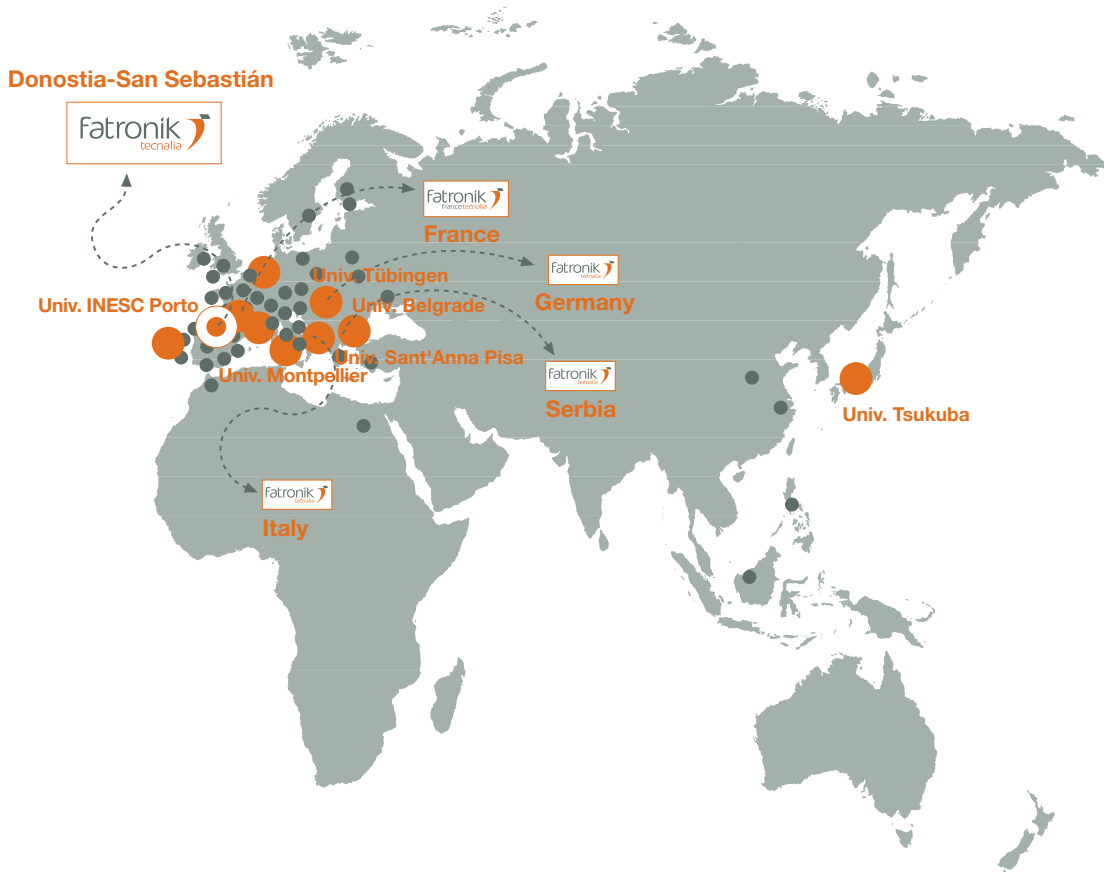 Donostia-San Sebastián
fatronik
tecnalia
fatronik
france tecnalia
France
Univ. Tübingen
fatronik
tecnalia
Germany
Univ. INESC Porto
Univ. Belgrade
Univ. Sant'Anna Pisa
Univ. Montpellier
fatronik
tecnalia
Serbia
Univ. Tsukuba
fatronik
tecnalia
Italy